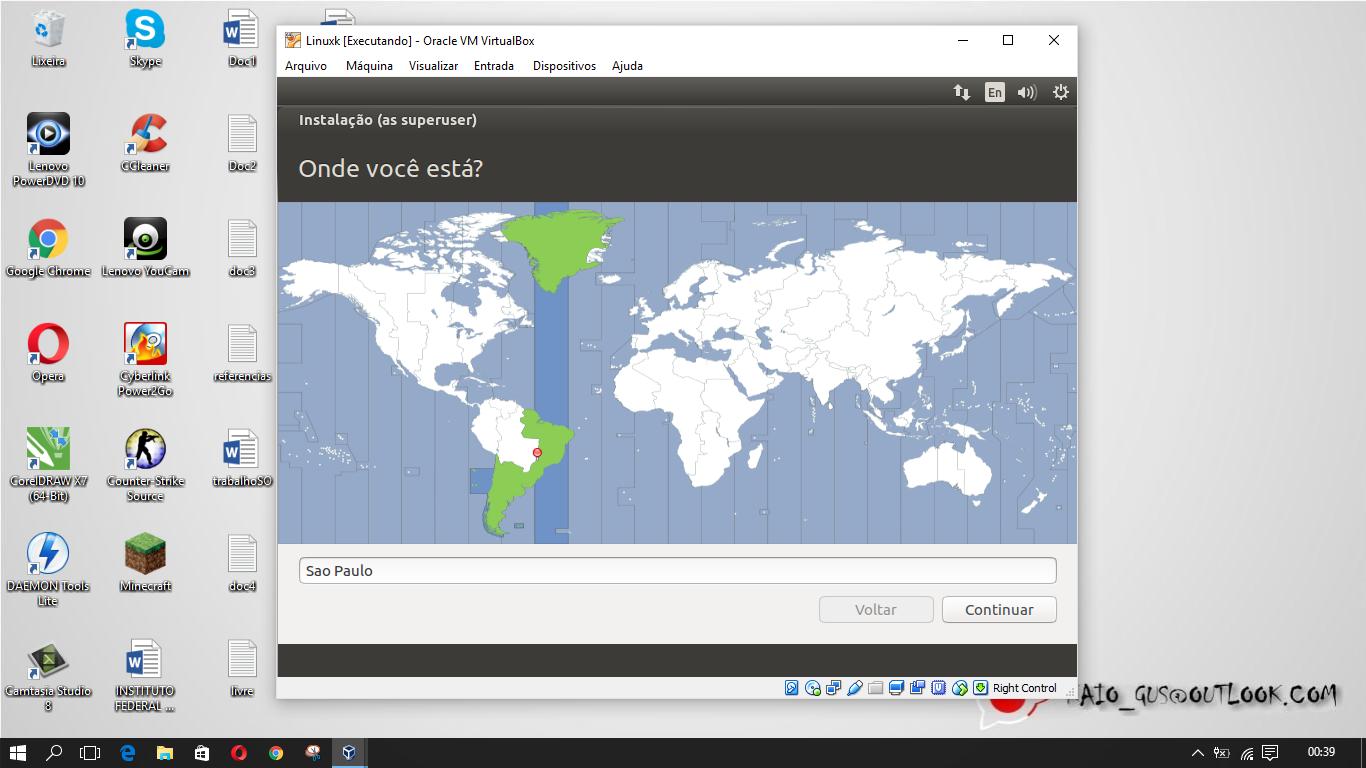 Lixeira
Skype
Doc1
Lenovo
PowerDVD 10
CCleaner
Doc2
Google Chrome
Lenovo YouCam
doc3
Opera
Cyberlink
Power2Go
referencias
CorelDRAW X7
(64-Bit)
Counter-Strike
Source
trabalhoSO
DAEMON Tools
Lite
Minecraft
doc4
Camtasia Studio
8
INSTITUTO
FEDERAL ...
livre
Linuxk [Executando] - Oracle VM VirtualBox
Arquivo Máquina Visualizar Entrada Dispositivos Ajuda
En
Instalação (as superuser)
Onde você está?
Sao Paulo
Voltar Continuar
Right Control
AIO_GUS@OUTLOOK.COM
00:39